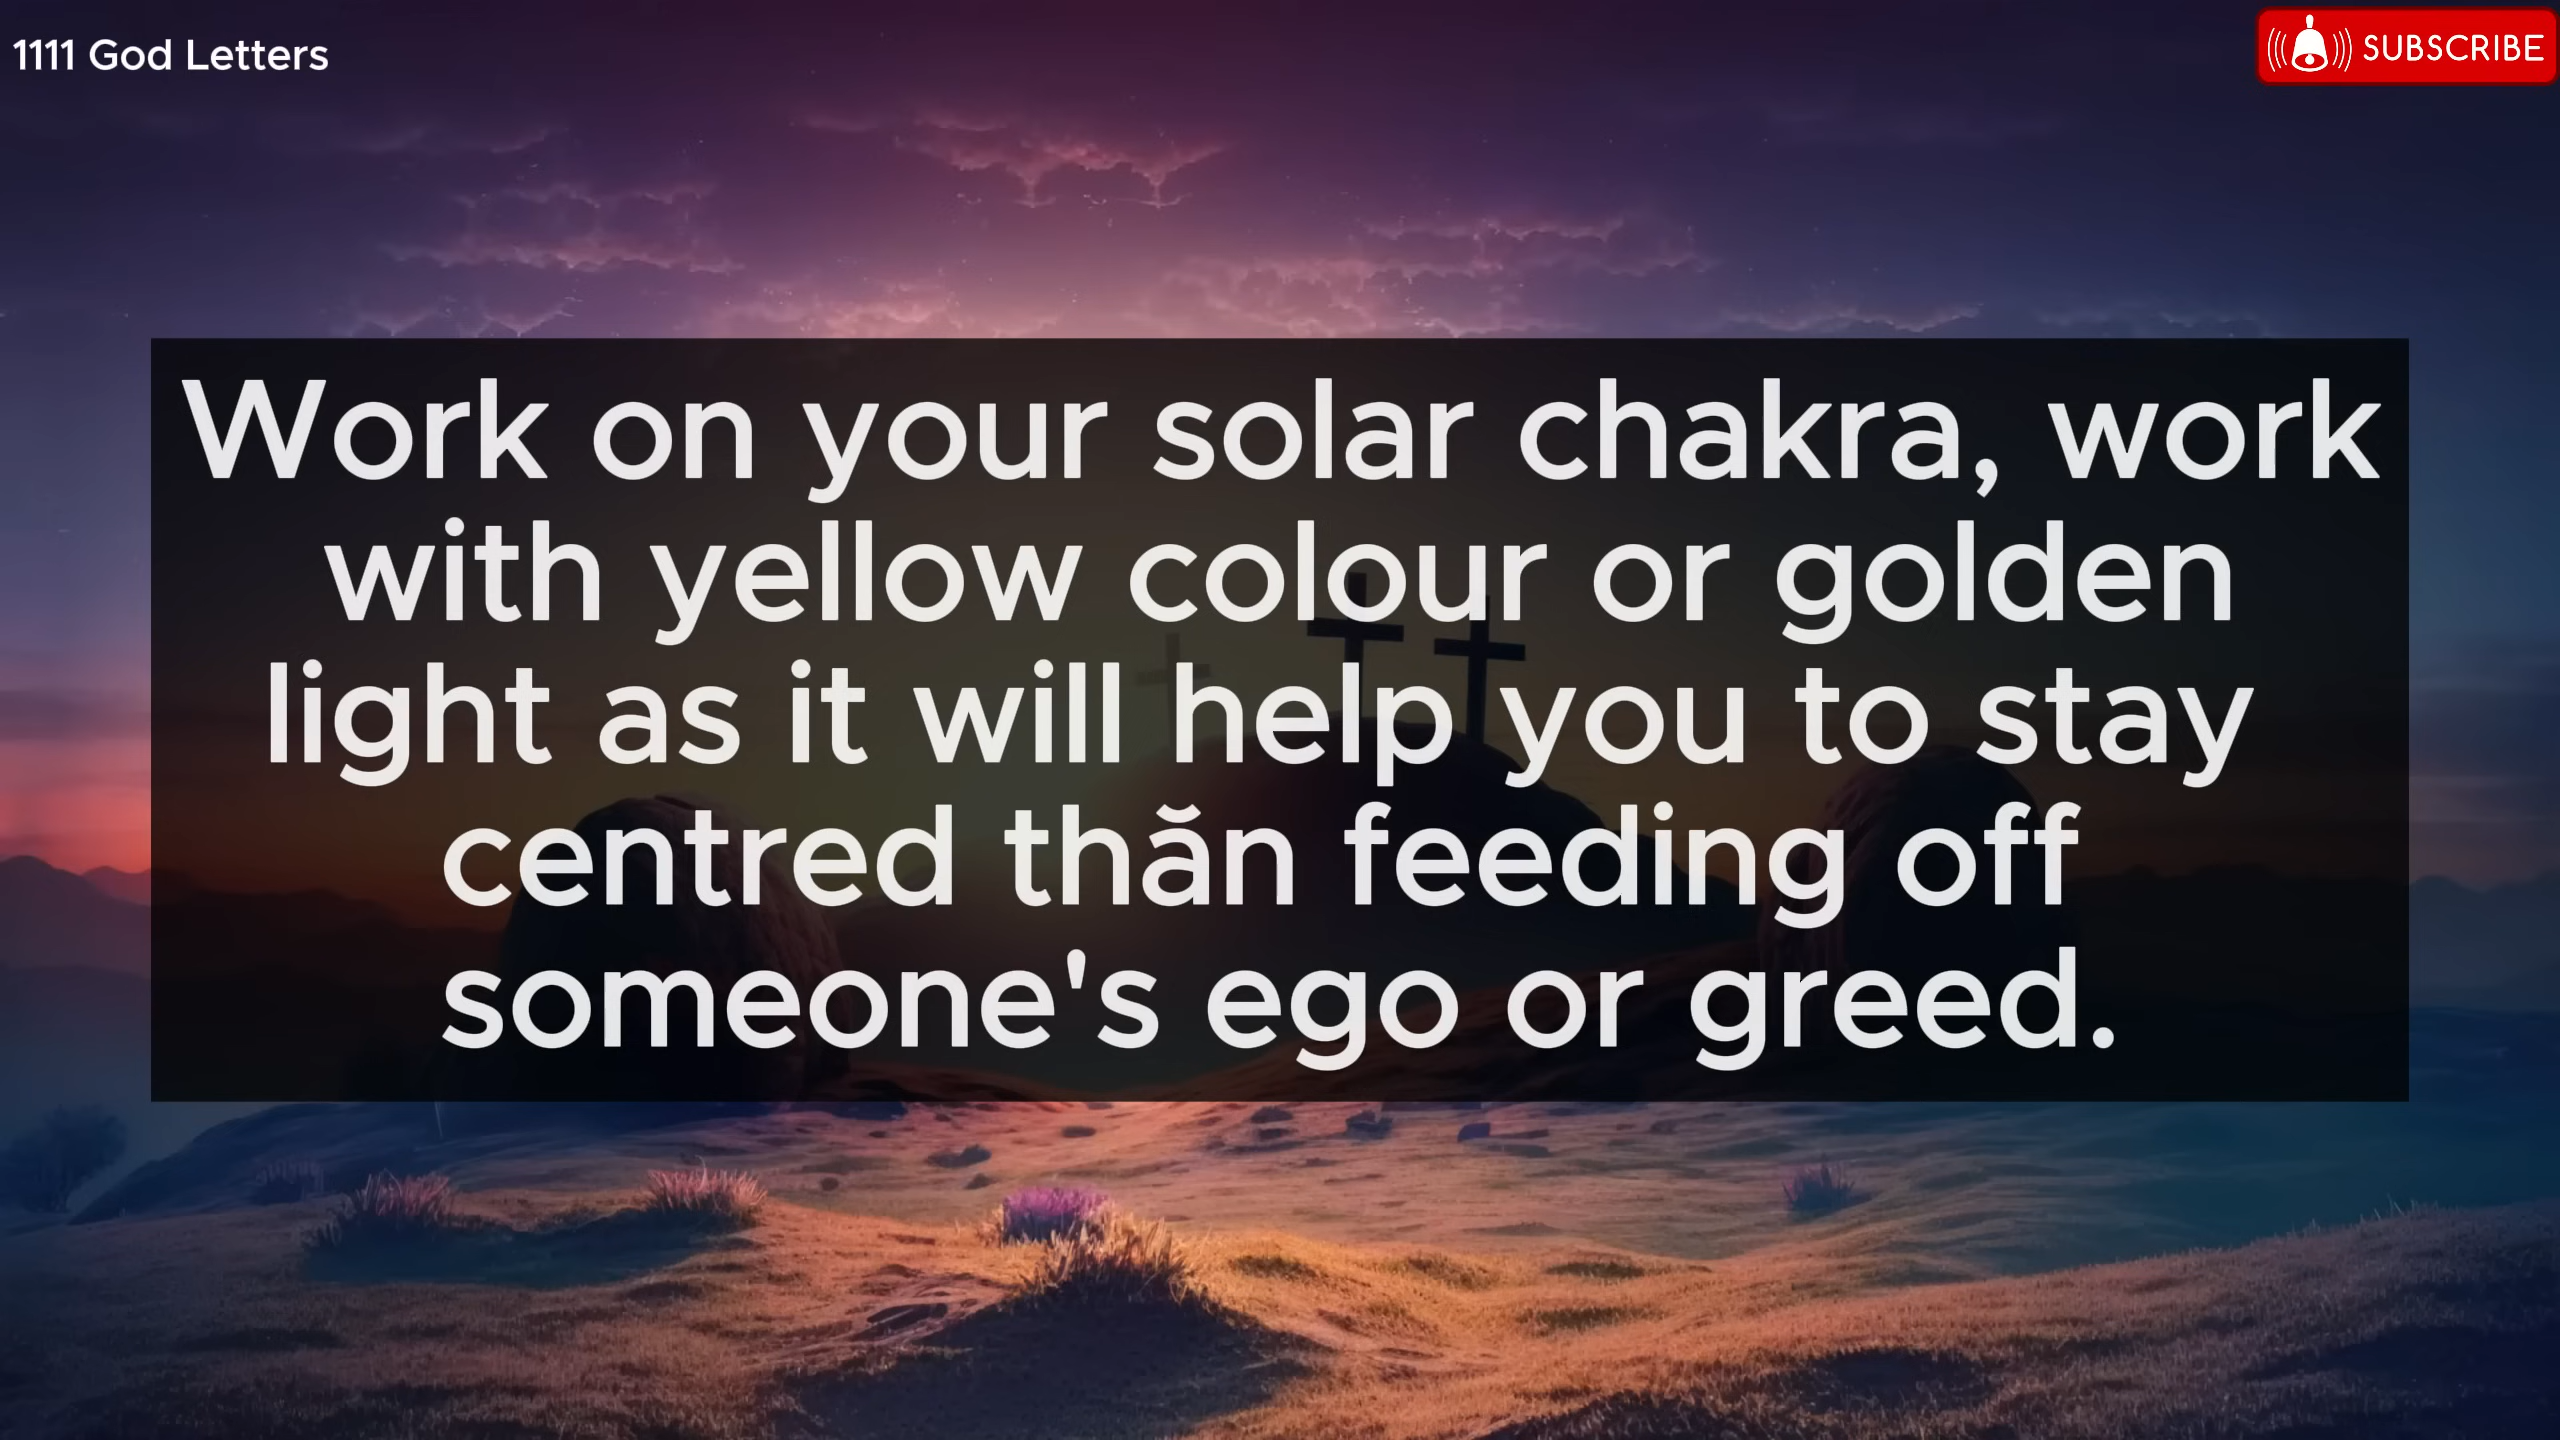 1111 God Letters
SUBSCRIBE
Work on your solar chakra, work
with yellow colour or golden
light as it will help you to stay
centred thăn feeding off
someone's ego or greed.